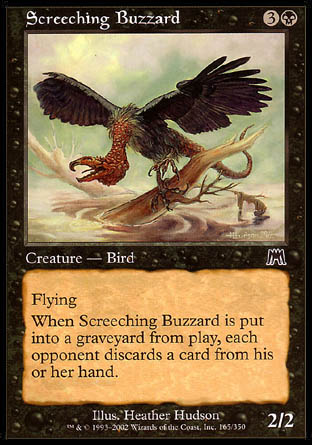 Screeching Buzzard 3
Creature — Bird
Flying
When Screeching Buzzard is put
into a graveyard from play, each
opponent discards a card from his
or her hand.
Illus. Heather Hudson
™ & © 1993-2002 Wizards of the Coast, Inc. 165/350
2/2